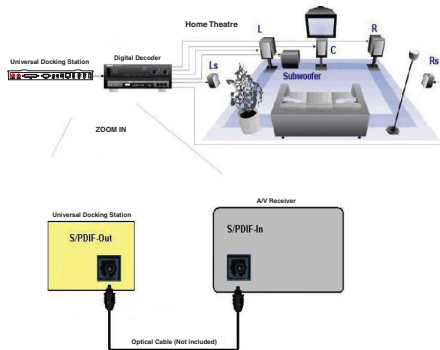 Home Theatre
L
R
C
Universal Docking Station
Digital Decoder
Ls
Rs
Subwoofer
ZOOM IN
Universal Docking Station
S/PDIF-Out
A/V Receiver
S/PDIF-In
Optical Cable (Not included)